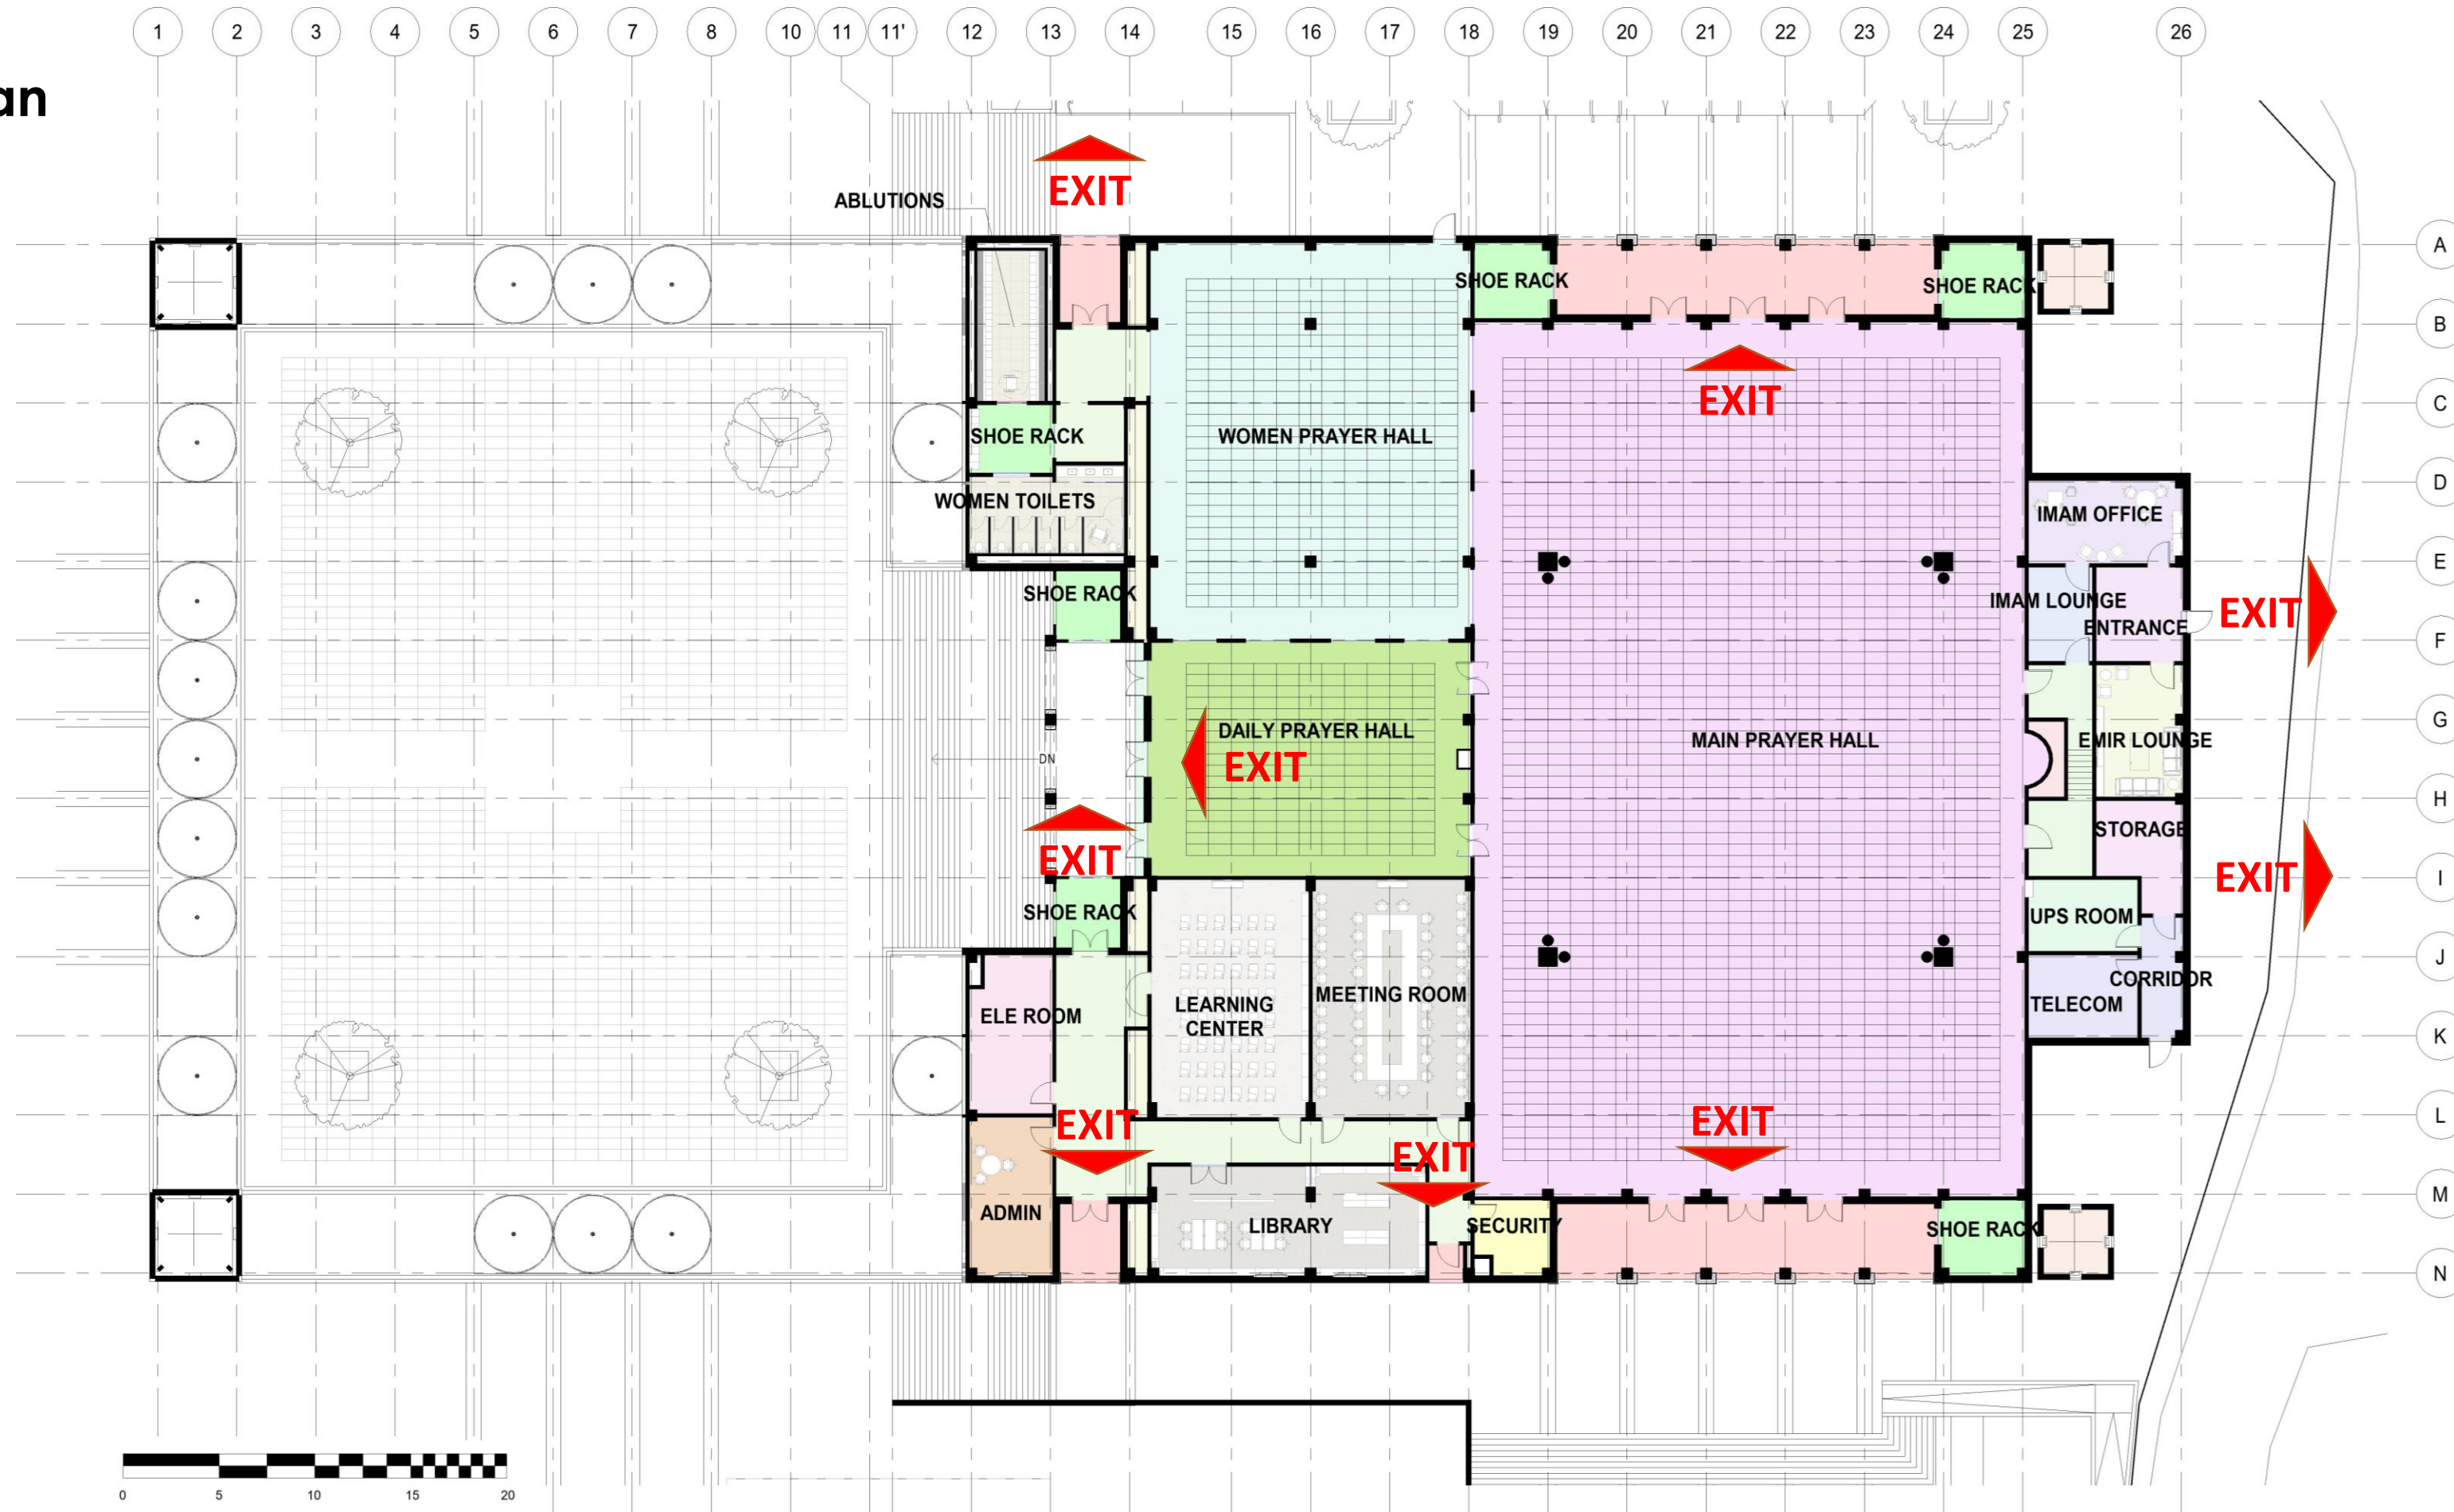 1 2 3 4 5 6 7 8 10 11 11' 12 13 14 15 16 17 18 19 20 21 22 23 24 25 26
an
EXIT
ABLUTIONS
A
SHOE RACK
SHOE RACK
B
EXIT
C
SHOE RACK
WOMEN PRAYER HALL
D
WOMEN TOILETS
IMAM OFFICE
E
SHOE RACK
IMAM LOUNGE
EXIT
ENTRANCE
F
G
DAILY PRAYER HALL
MAIN PRAYER HALL
EMIR LOUNGE
DN
EXIT
H
STORAGE
EXIT
EXIT
I
SHOE RACK
UPS ROOM
J
CORRIDOR
MEETING ROOM
LEARNING
CENTER
TELECOM
ELE ROOM
K
L
EXIT
EXIT
EXIT
M
ADMIN
LIBRARY
SECURITY
SHOE RACK
N
0 5 10 15 20